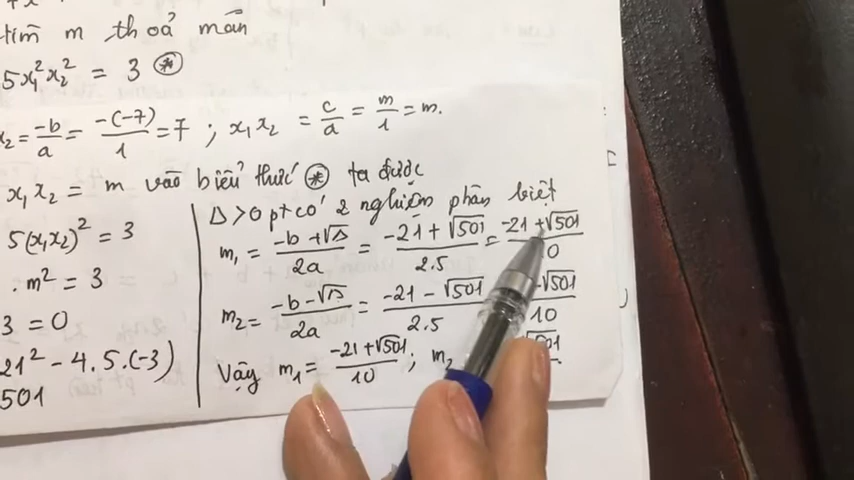 tìm m thoả mãn
5x₁²x₂² = 3 ⊛
x₂ = -b/a = -(-7)/1 = 7 ; x₁x₂ = c/a = m/1 = m.
x₁x₂ = m vào biểu thức ⊛ ta được
5(x₁x₂)² = 3
m² = 3
3 = 0
21² - 4.5.(-3)
501
Δ > 0 pt có 2 nghiệm phân biệt
m₁ = (-b + √Δ)/2a = (-21 + √501)/2.5 = (-21 + √501)/10
m₂ = (-b - √Δ)/2a = (-21 - √501)/2.5 - √501/10
Vậy m₁ = (-21 + √501)/10 ; m₂ √501